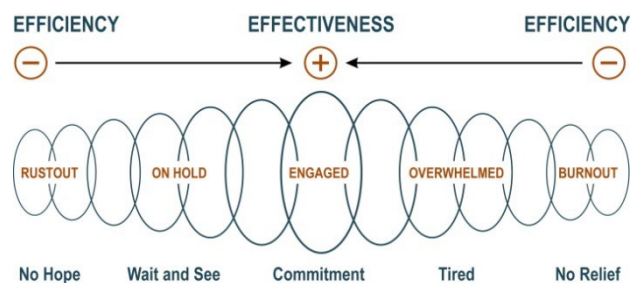 EFFICIENCY EFFECTIVENESS EFFICIENCY
− + −
RUSTOUT ON HOLD ENGAGED OVERWHELMED BURNOUT
No Hope Wait and See Commitment Tired No Relief